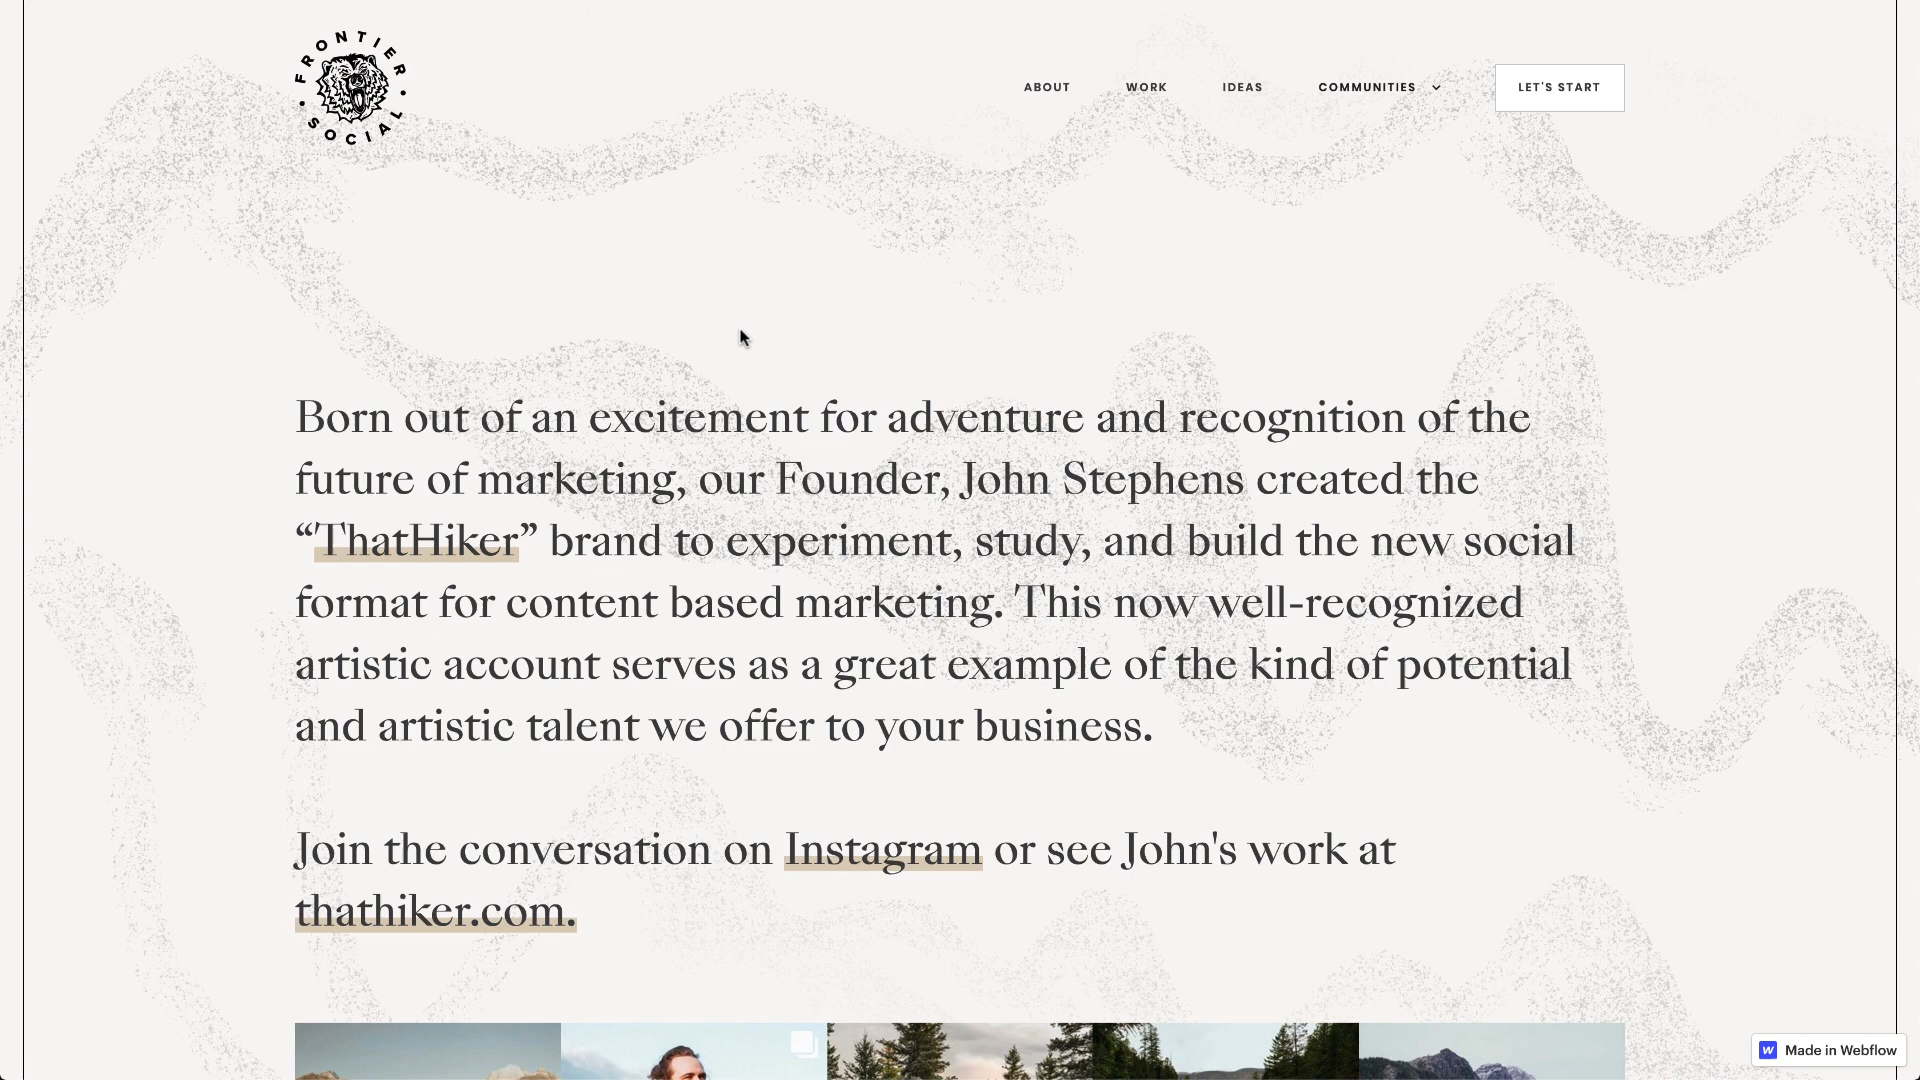 FRONTIER
SOCIAL
ABOUT
WORK
IDEAS
COMMUNITIES
LET'S START
Born out of an excitement for adventure and recognition of the
future of marketing, our Founder, John Stephens created the
“ThatHiker” brand to experiment, study, and build the new social
format for content based marketing. This now well-recognized
artistic account serves as a great example of the kind of potential
and artistic talent we offer to your business.
Join the conversation on Instagram or see John's work at
thathiker.com.
Made in Webflow